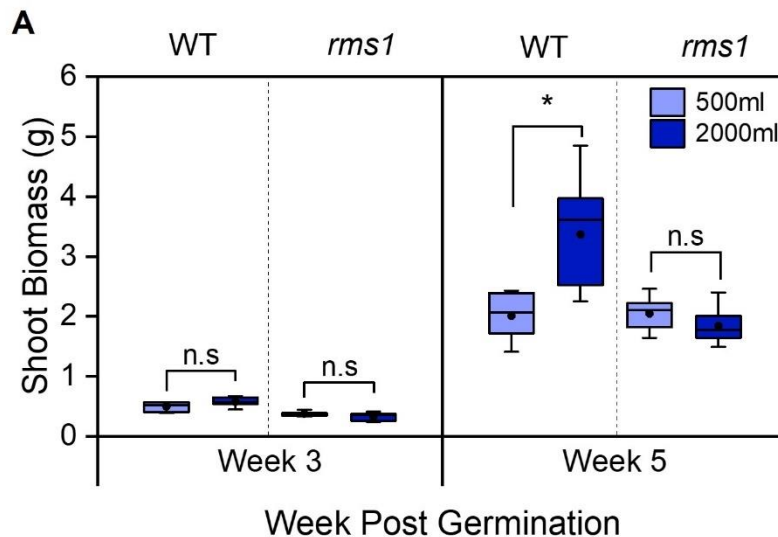 A
WT rms1 WT rms1
Shoot Biomass (g)
6
5
4
3
2
1
0
500ml
2000ml
*
n.s
n.s
n.s
Week 3 Week 5
Week Post Germination